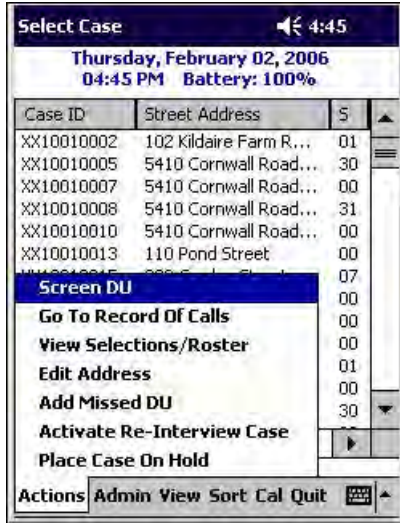 Select Case 4:45
Thursday, February 02, 2006
04:45 PM Battery: 100%
Case ID Street Address S
XX10010002 102 Kildaire Farm R... 01
XX10010005 5410 Cornwall Road... 30
XX10010007 5410 Cornwall Road... 00
XX10010008 5410 Cornwall Road... 31
XX10010010 5410 Cornwall Road... 00
XX10010013 110 Pond Street 00
07
Screen DU 00
Go To Record Of Calls 00
View Selections/Roster 00
Edit Address 01
00
Add Missed DU 30
Activate Re-Interview Case
Place Case On Hold
Actions Admin View Sort Cal Quit